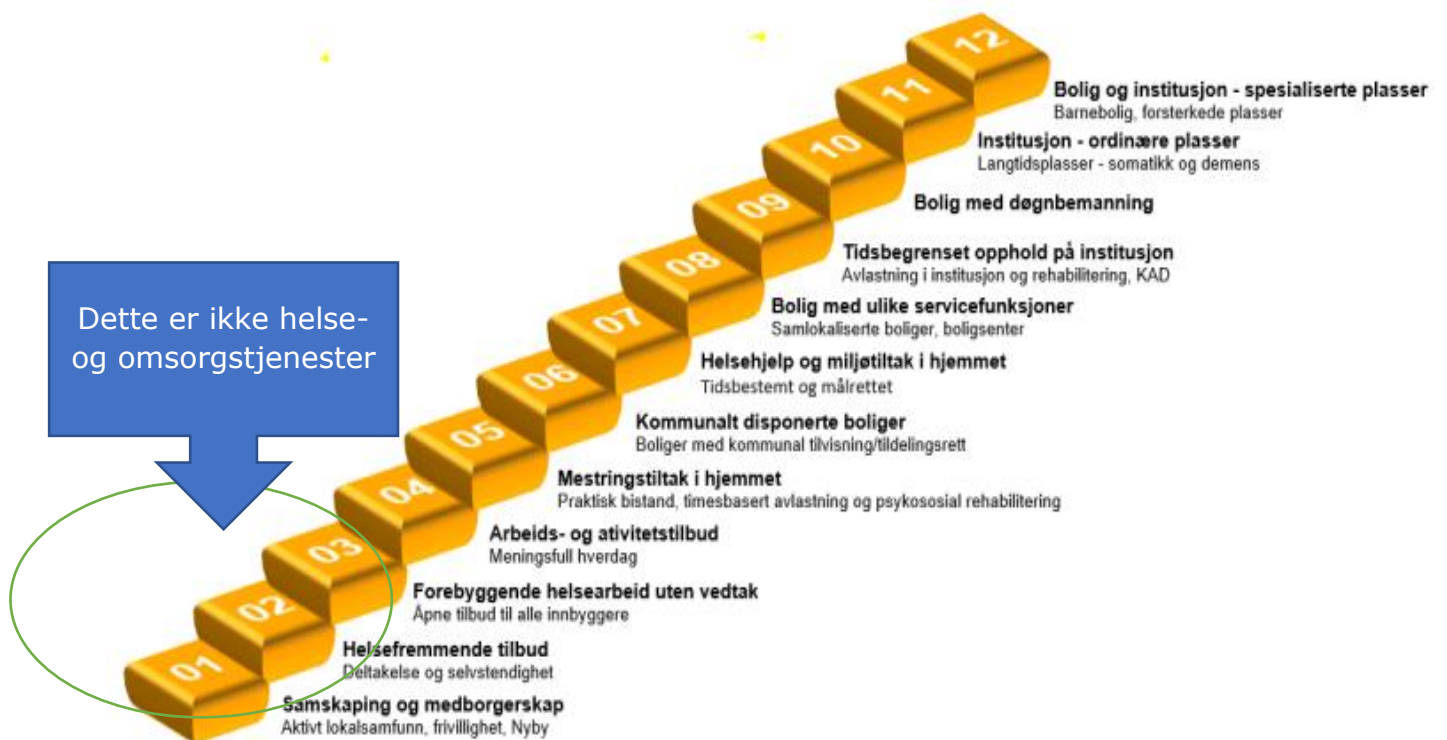 12
Bolig og institusjon - spesialiserte plasser
Barnebolig, forsterkede plasser
11
Institusjon - ordinære plasser
Langtidsplasser - somatikk og demens
10
Bolig med døgnbemanning
09
Tidsbegrenset opphold på institusjon
Avlastning i institusjon og rehabilitering, KAD
08
Bolig med ulike servicefunksjoner
Samlokaliserte boliger, boligsenter
07
Helsehjelp og miljøtiltak i hjemmet
Tidsbestemt og målrettet
06
Kommunalt disponerte boliger
Boliger med kommunal tilvisning/tildelingsrett
05
Mestringstiltak i hjemmet
Praktisk bistand, timesbasert avlastning og psykososial rehabilitering
04
Arbeids- og ativitetstilbud
Meningsfull hverdag
03
Forebyggende helsearbeid uten vedtak
Åpne tilbud til alle innbyggere
02
Helsefremmende tilbud
Deltakelse og selvstendighet
01
Samskaping og medborgerskap
Aktivt lokalsamfunn, frivillighet, Nyby
Dette er ikke helse-
og omsorgstjenester